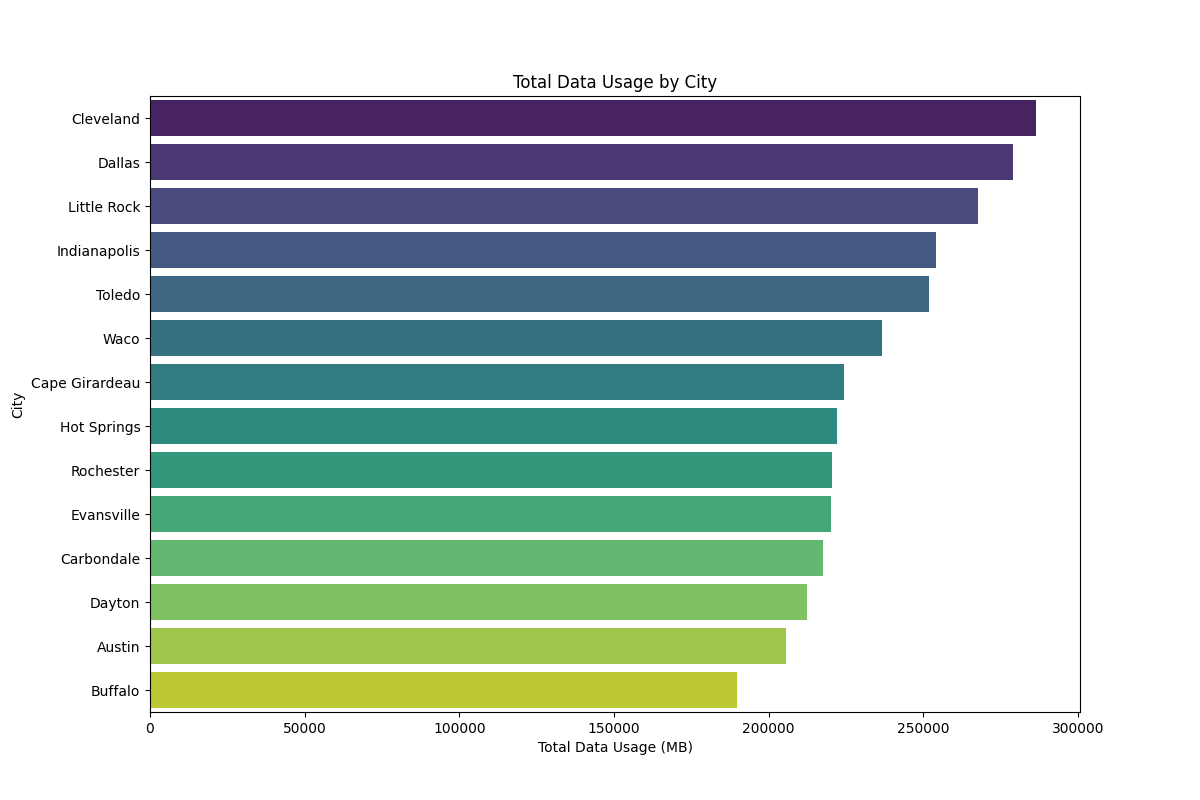 Total Data Usage by City
Cleveland
Dallas
Little Rock
Indianapolis
Toledo
Waco
Cape Girardeau
Hot Springs
Rochester
Evansville
Carbondale
Dayton
Austin
Buffalo
City
0 50000 100000 150000 200000 250000 300000
Total Data Usage (MB)